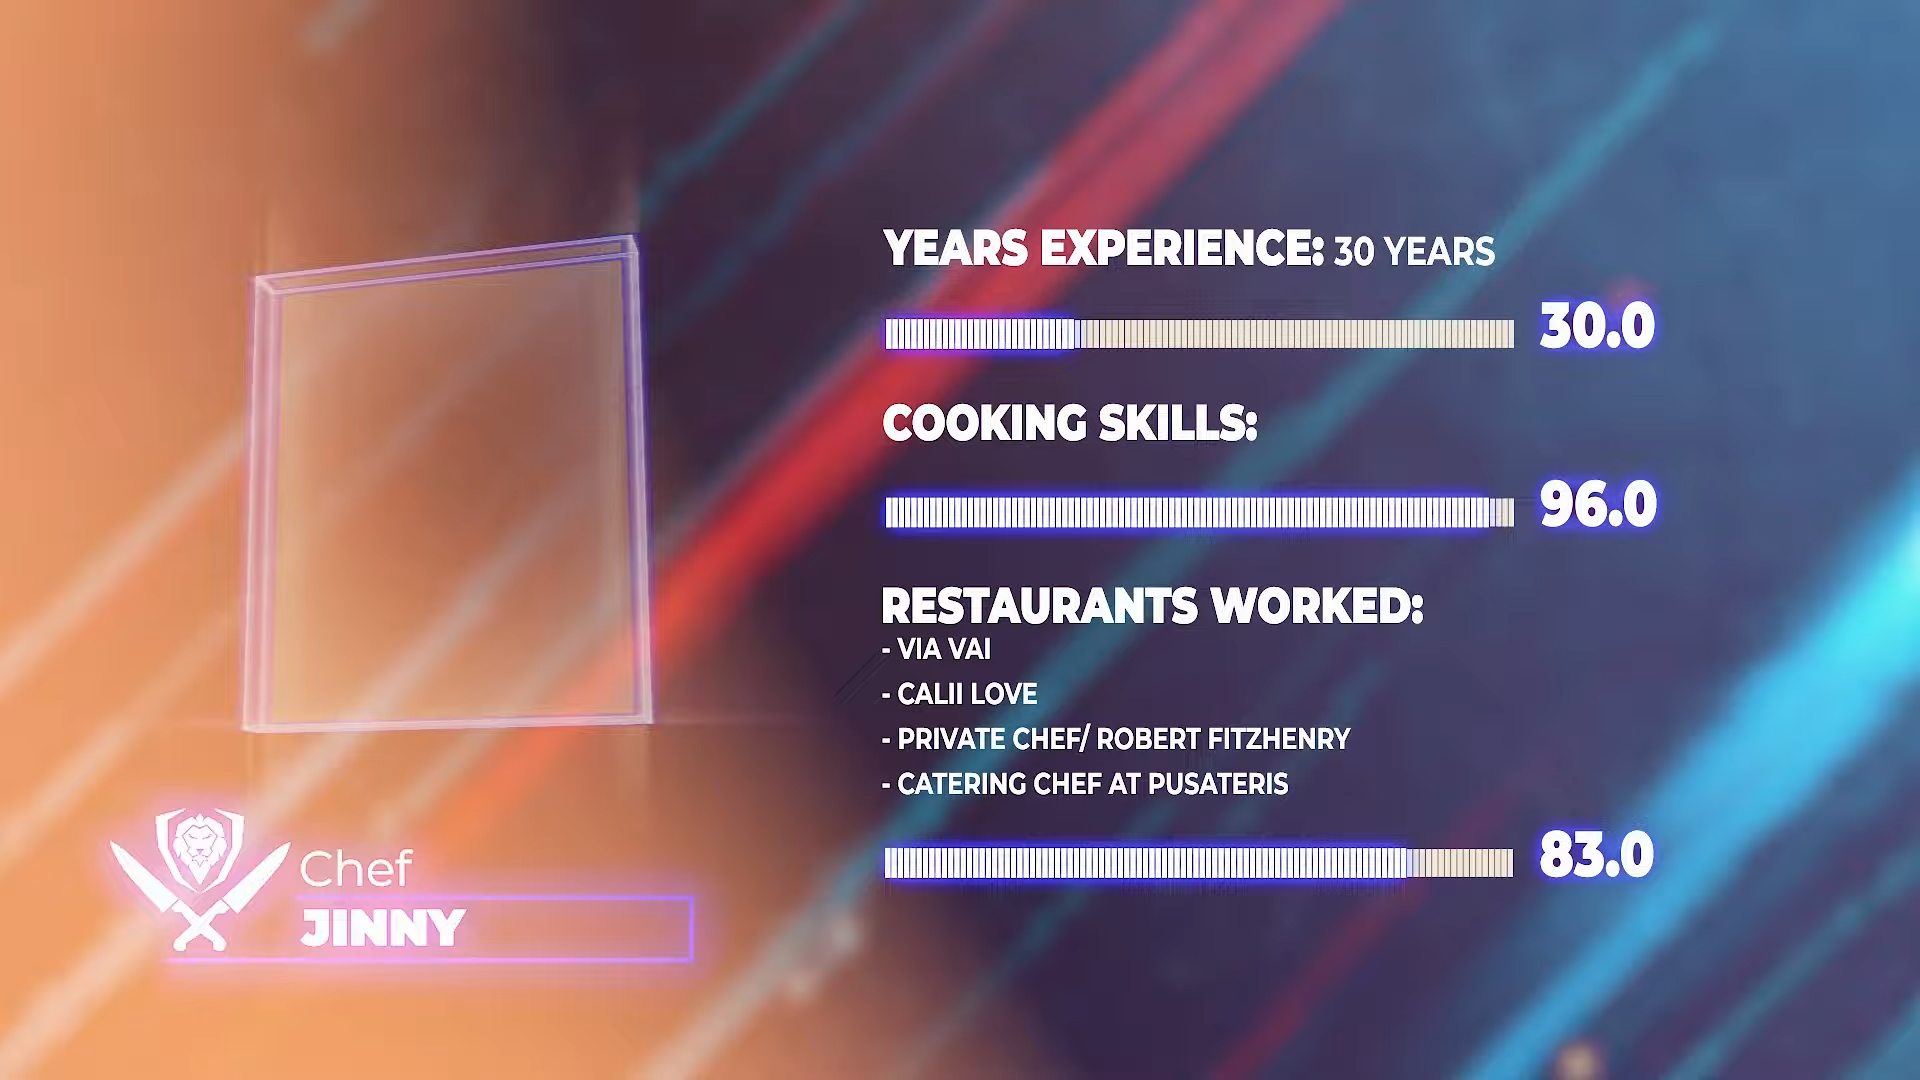 YEARS EXPERIENCE: 30 YEARS
30.0
COOKING SKILLS:
96.0
RESTAURANTS WORKED:
- VIA VAI
- CALII LOVE
- PRIVATE CHEF/ ROBERT FITZHENRY
- CATERING CHEF AT PUSATERIS
83.0
Chef
JINNY